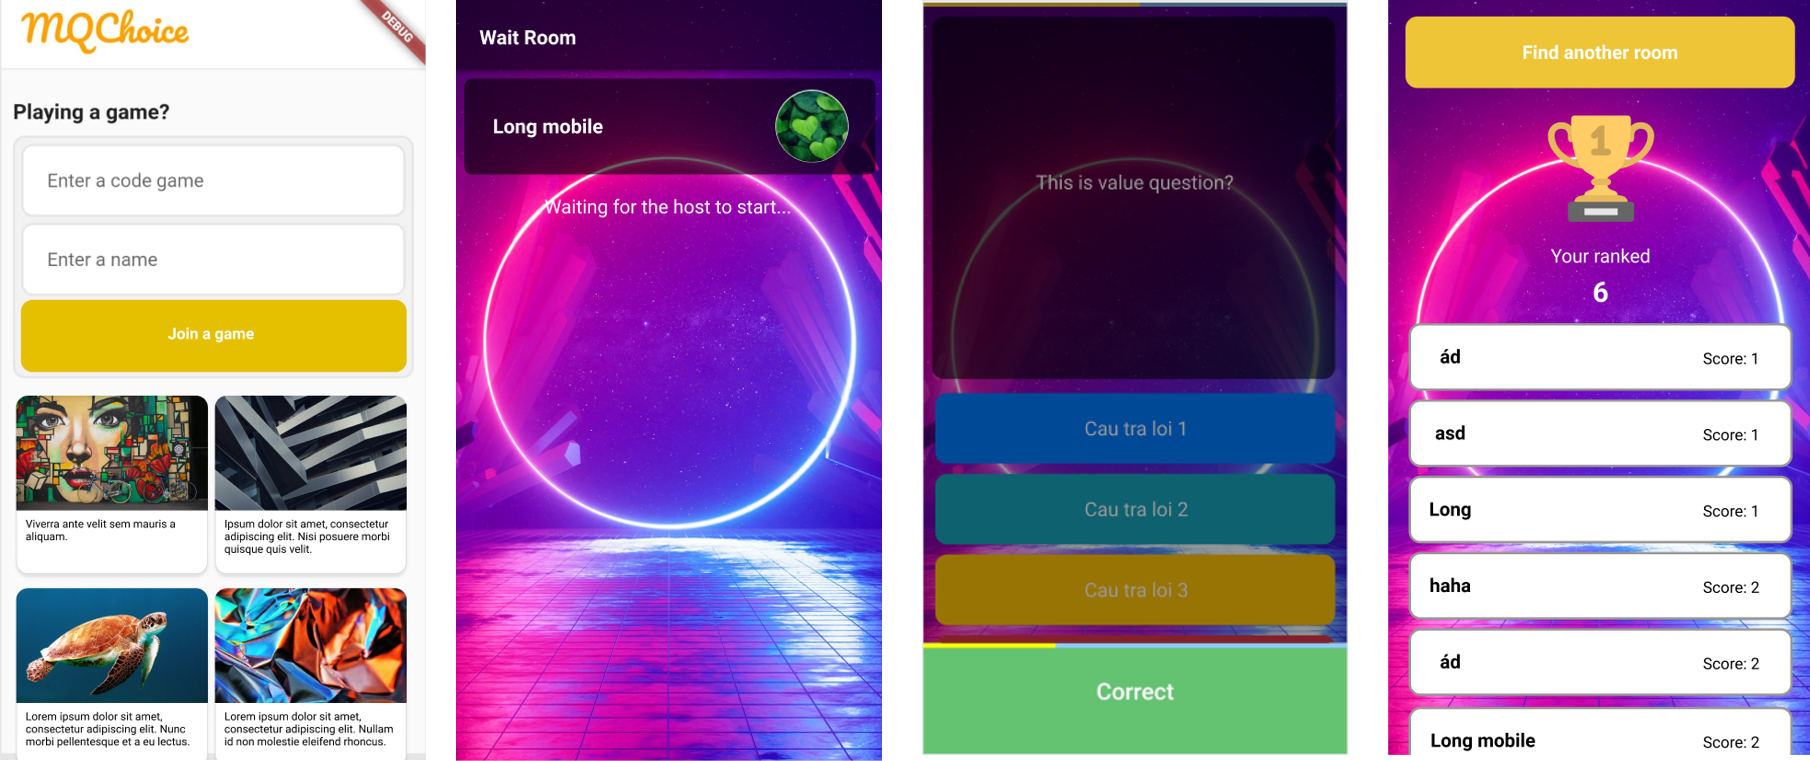 MQChoice
DEBUG
Playing a game?
Enter a code game
Enter a name
Join a game
Viverra ante velit sem mauris a
aliquam.
Ipsum dolor sit amet, consectetur
adipiscing elit. Nisi posuere morbi
quisque quis velit.
Lorem ipsum dolor sit amet,
consectetur adipiscing elit. Nunc
morbi pellentesque et a eu lectus.
Lorem ipsum dolor sit amet,
consectetur adipiscing elit. Nullam
id non molestie eleifend rhoncus.
Wait Room
Long mobile
Waiting for the host to start...
This is value question?
Cau tra loi 1
Cau tra loi 2
Cau tra loi 3
Correct
Find another room
1
Your ranked
6
ád
Score: 1
asd
Score: 1
Long
Score: 1
haha
Score: 2
ád
Score: 2
Long mobile
Score: 2